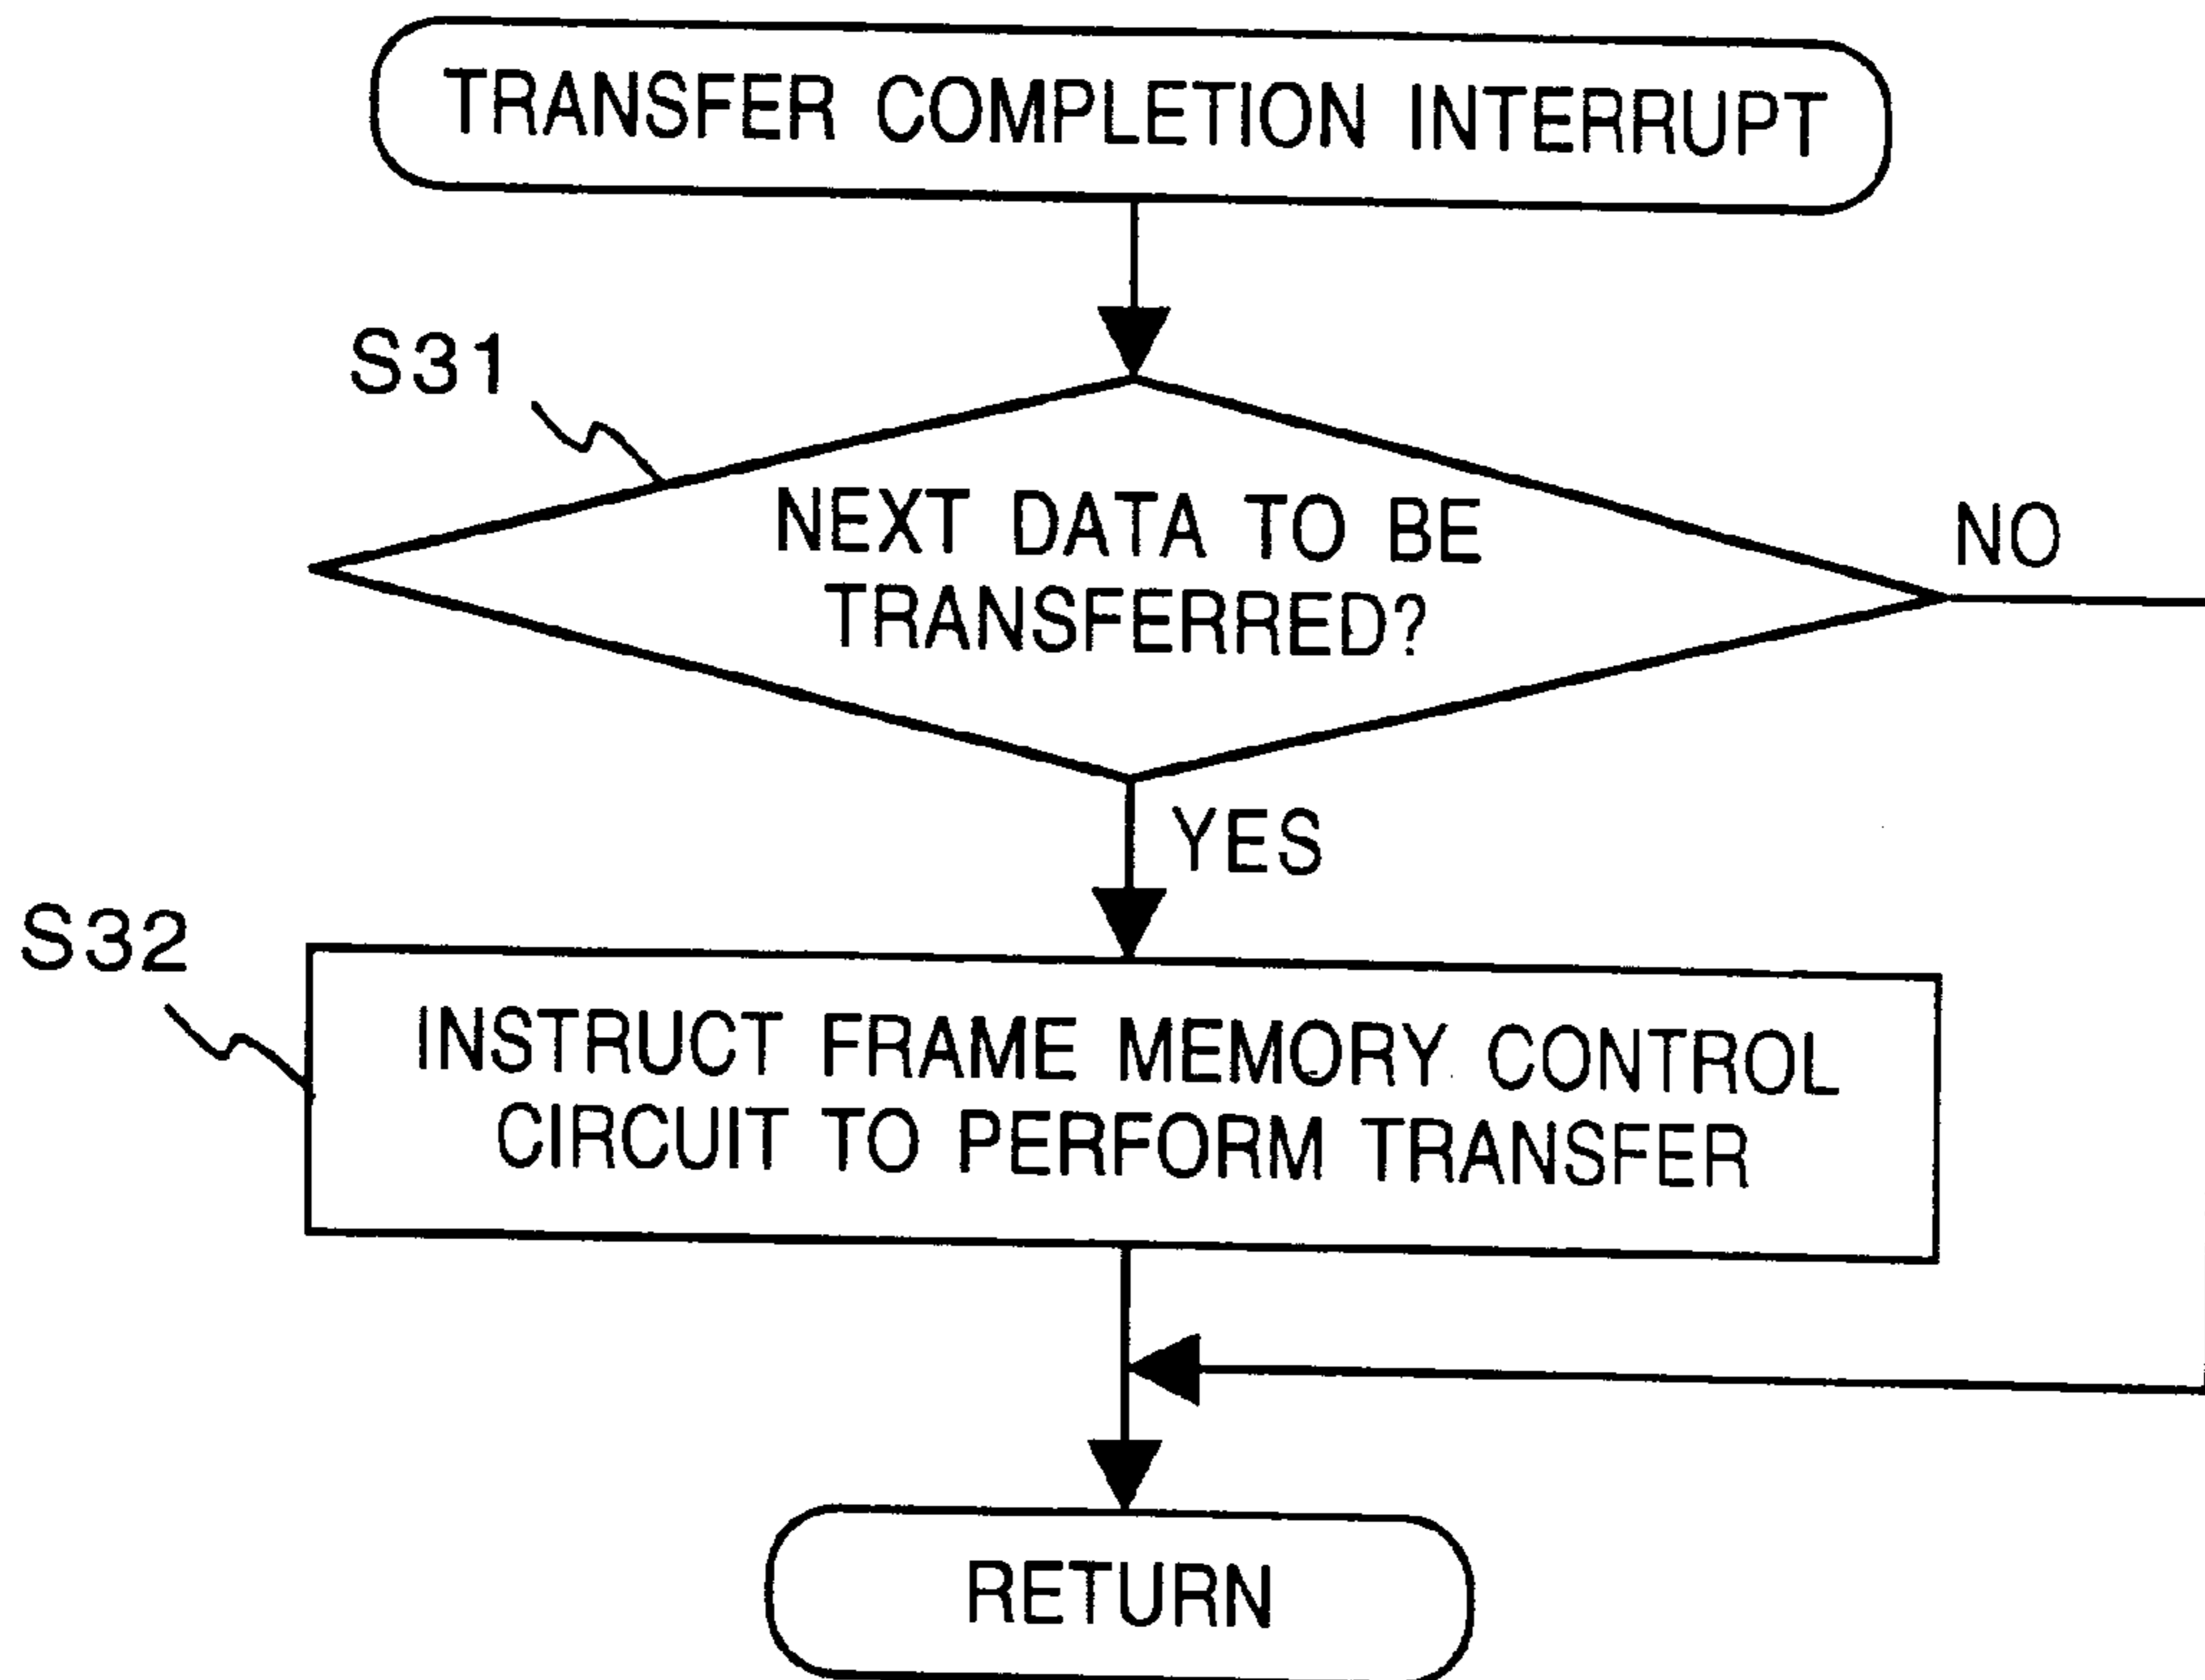 TRANSFER COMPLETION INTERRUPT
S31
NEXT DATA TO BE
TRANSFERRED?
NO
YES
S32
INSTRUCT FRAME MEMORY CONTROL
CIRCUIT TO PERFORM TRANSFER
RETURN